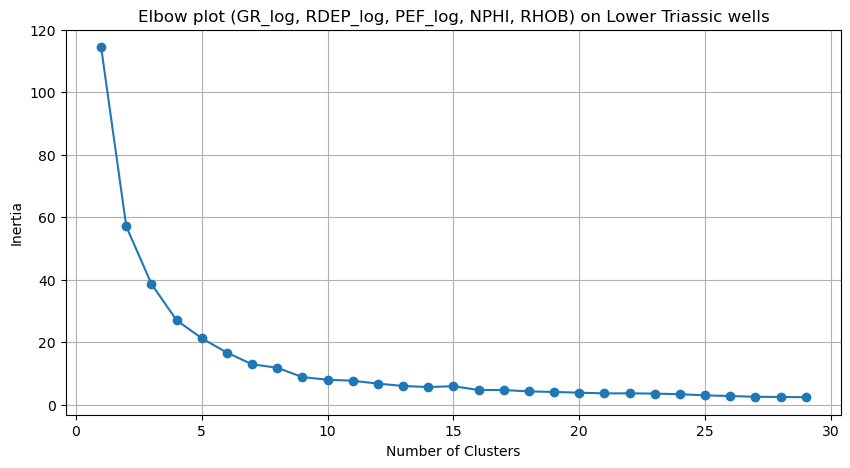 Elbow plot (GR_log, RDEP_log, PEF_log, NPHI, RHOB) on Lower Triassic wells
120
100
80
60
40
20
0
Inertia
0 5 10 15 20 25 30
Number of Clusters